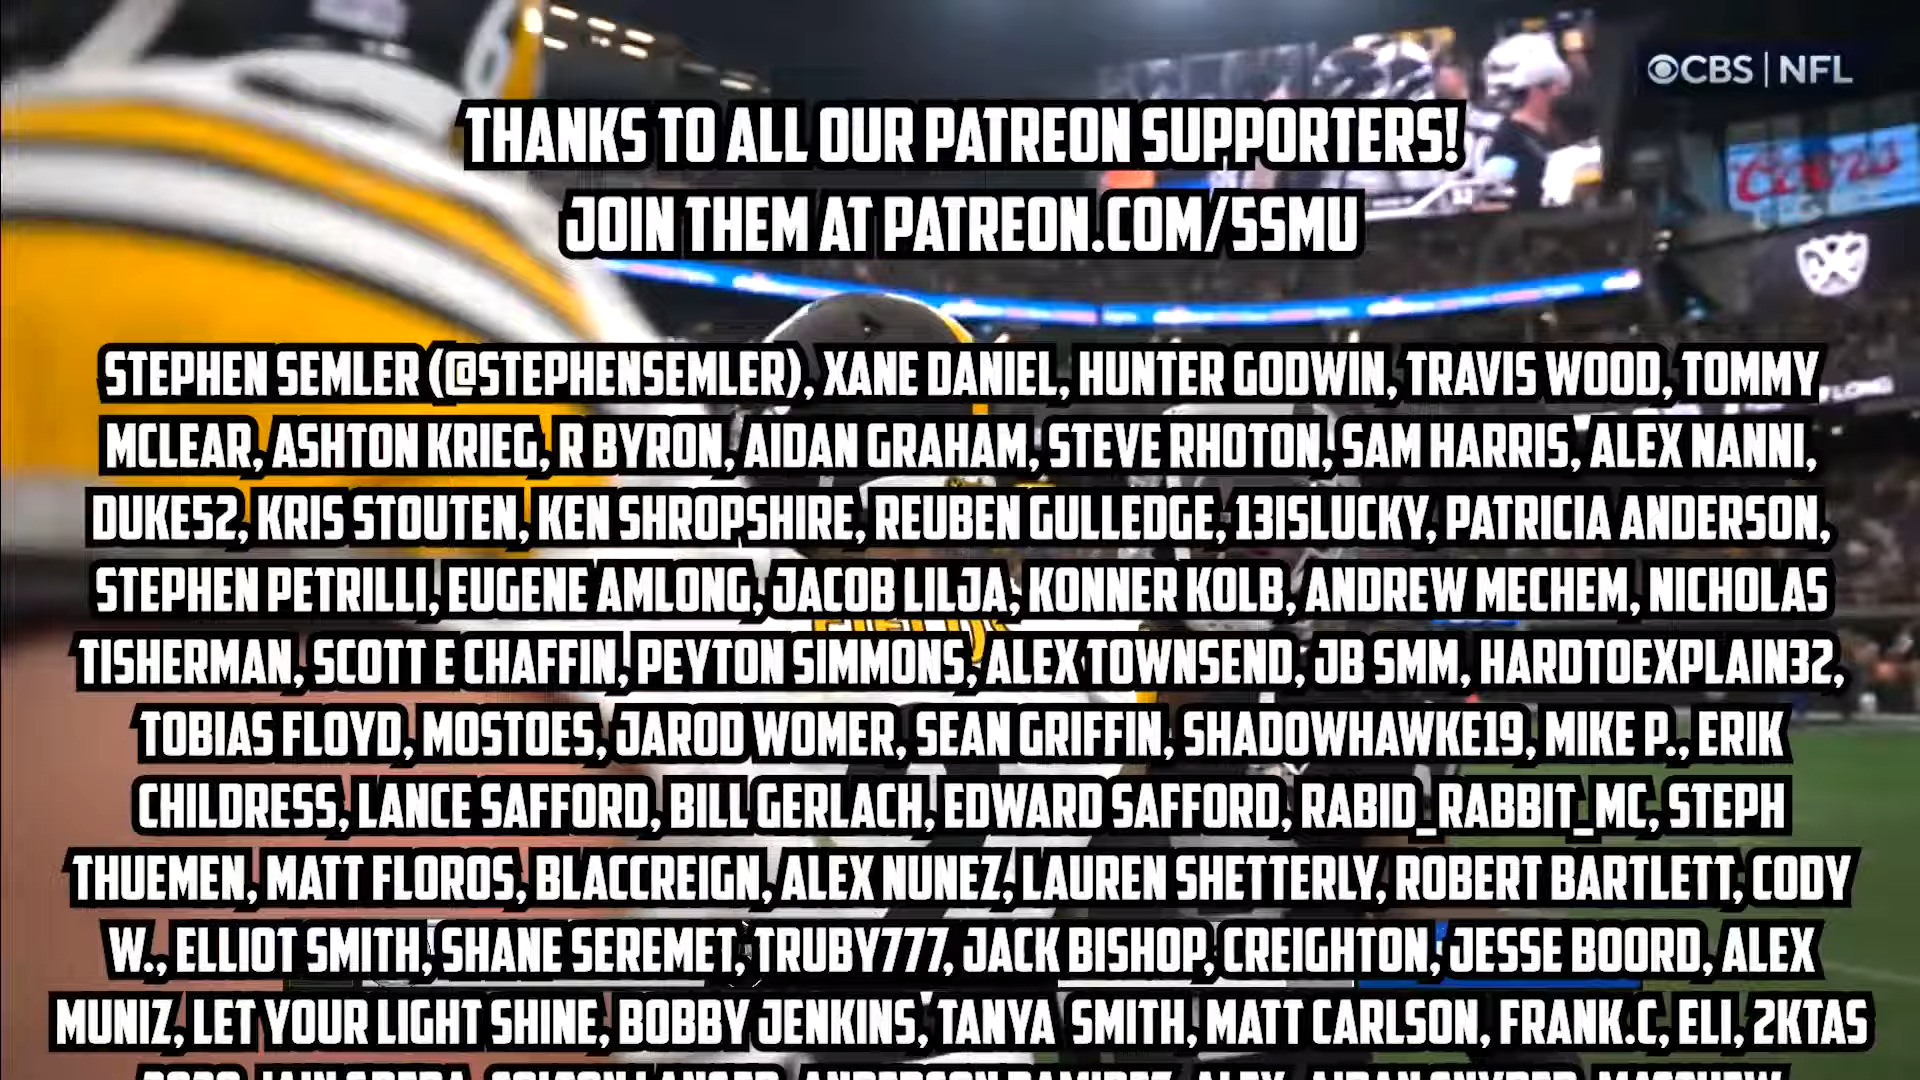 CBS | NFL
THANKS TO ALL OUR PATREON SUPPORTERS!
JOIN THEM AT PATREON.COM/SSMU
Coors
LIGHT
STEPHEN SEMLER (@STEPHENSEMLER), XANE DANIEL, HUNTER GODWIN, TRAVIS WOOD, TOMMY
MCLEAR, ASHTON KRIEG, R BYRON, AIDAN GRAHAM, STEVE RHOTON, SAM HARRIS, ALEX NANNI,
DUKE52, KRIS STOUTEN, KEN SHROPSHIRE, REUBEN GULLEDGE, 13ISLUCKY, PATRICIA ANDERSON,
STEPHEN PETRILLI, EUGENE AMLONG, JACOB LILJA, KONNER KOLB, ANDREW MECHEM, NICHOLAS
TISHERMAN, SCOTT E CHAFFIN, PEYTON SIMMONS, ALEX TOWNSEND, JB SMM, HARDTOEXPLAIN32,
TOBIAS FLOYD, MOSTOES, JAROD WOMER, SEAN GRIFFIN, SHADOWHAWKE19, MIKE P., ERIK
CHILDRESS, LANCE SAFFORD, BILL GERLACH, EDWARD SAFFORD, RABID_RABBIT_MC, STEPH
THUEMEN, MATT FLOROS, BLACCREIGN, ALEX NUNEZ, LAUREN SHETTERLY, ROBERT BARTLETT, CODY
W., ELLIOT SMITH, SHANE SEREMET, TRUBY777, JACK BISHOP, CREIGHTON, JESSE BOORD, ALEX
MUNIZ, LET YOUR LIGHT SHINE, BOBBY JENKINS, TANYA SMITH, MATT CARLSON, FRANK.C, ELI, 2KTAS